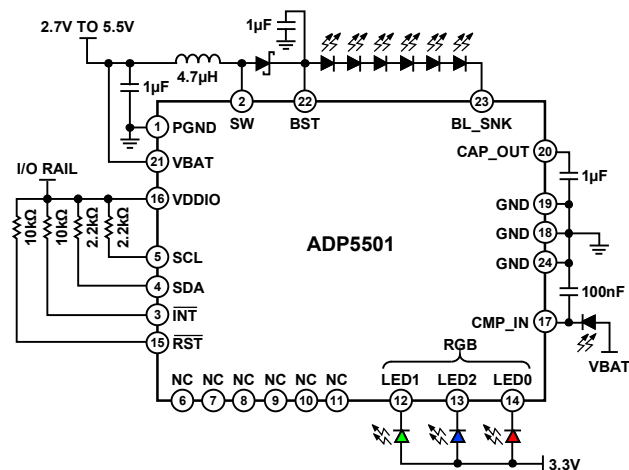 2.7V TO 5.5V
1µF
4.7µH
1µF
2
SW
22
BST
23
BL_SNK
1
PGND
21
VBAT
I/O RAIL
16
VDDIO
10kΩ
10kΩ
2.2kΩ
2.2kΩ
5
SCL
4
SDA
3
INT
15
RST
ADP5501
20
CAP_OUT
1µF
19
GND
18
GND
24
GND
100nF
17
CMP_IN
VBAT
RGB
NC NC NC NC NC NC
LED1 LED2 LED0
6 7 8 9 10 11 12 13 14
3.3V